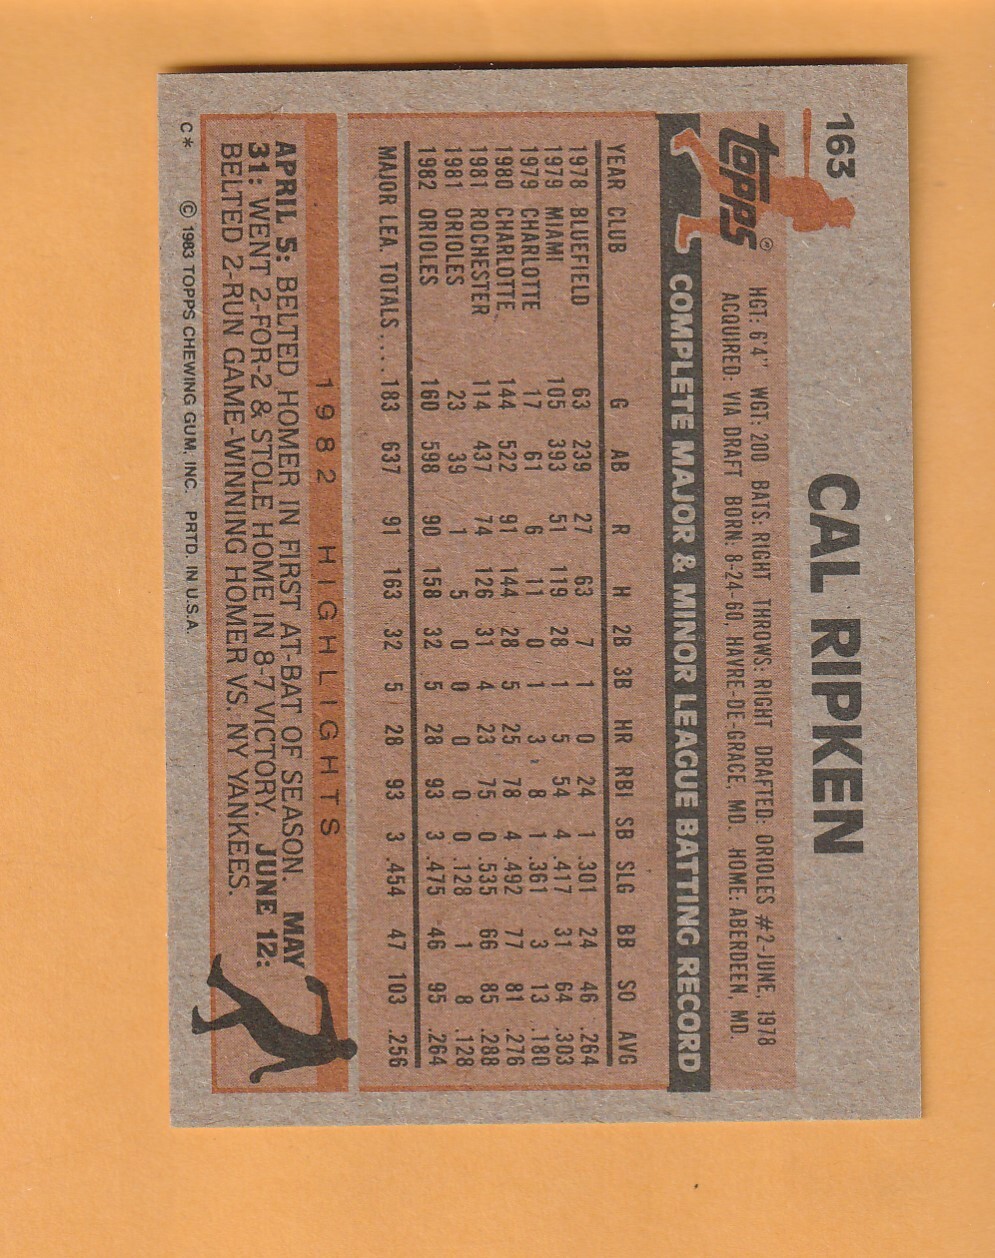 163
CAL RIPKEN
TOPPS®
HGT: 6'4" WGT: 200 BATS: RIGHT THROWS: RIGHT DRAFTED: ORIOLES #2-JUNE, 1978
ACQUIRED: VIA DRAFT BORN: 8-24-60, HAVRE-DE-GRACE, MD. HOME: ABERDEEN, MD.
COMPLETE MAJOR & MINOR LEAGUE BATTING RECORD
YEAR CLUB G AB R H 2B 3B HR RBI SB SLG BB SO AVG
1978 BLUEFIELD 63 239 27 63 7 1 0 24 1 .301 24 46 .264
1979 MIAMI 105 393 51 119 28 1 5 54 4 .417 31 64 .303
1979 CHARLOTTE 17 61 6 11 0 1 3 8 1 .361 3 13 .180
1980 CHARLOTTE 144 522 91 144 28 5 25 78 4 .492 77 81 .276
1981 ROCHESTER 114 437 74 126 31 4 23 75 0 .535 66 85 .288
1981 ORIOLES 23 39 1 5 0 0 0 0 0 .128 1 8 .128
1982 ORIOLES 160 598 90 158 32 5 28 93 3 .475 46 95 .264
MAJOR LEA. TOTALS.... 183 637 91 163 32 5 28 93 3 .454 47 103 .256
1982 HIGHLIGHTS
APRIL 5: BELTED HOMER IN FIRST AT-BAT OF SEASON. MAY
31: WENT 2-FOR-2 & STOLE HOME IN 8-7 VICTORY. JUNE 12:
BELTED 2-RUN GAME-WINNING HOMER VS. NY YANKEES.
C* © 1983 TOPPS CHEWING GUM, INC. PRTD. IN U.S.A.